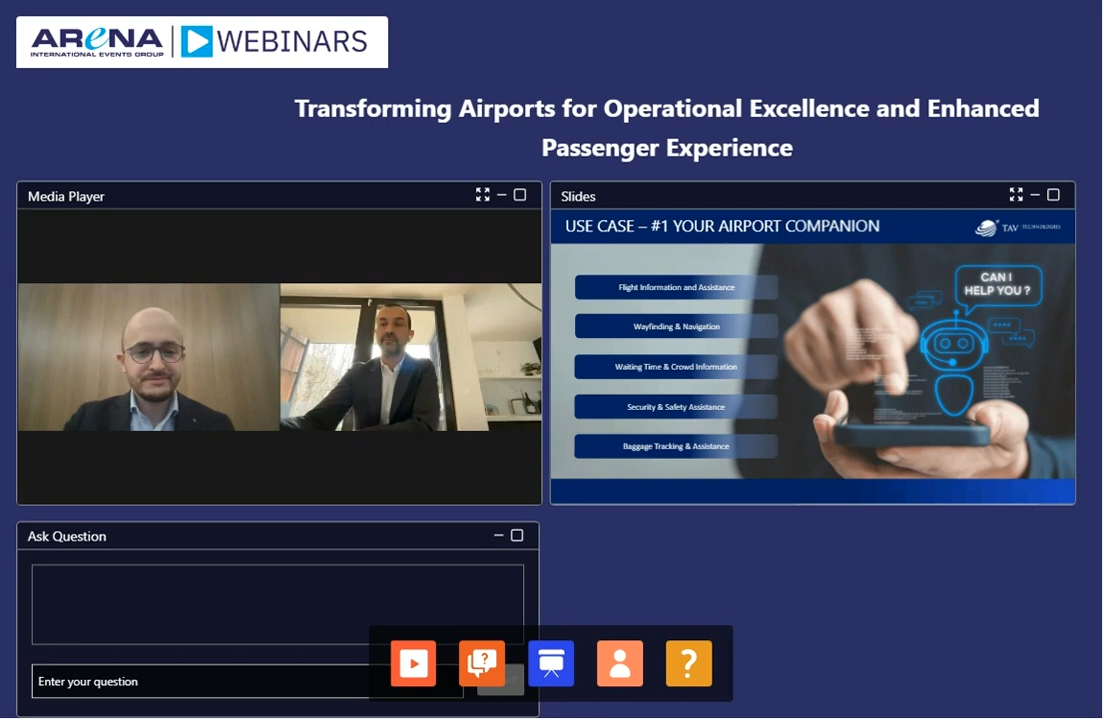 ARENA
INTERNATIONAL EVENTS GROUP
WEBINARS
Transforming Airports for Operational Excellence and Enhanced
Passenger Experience
Media Player
Slides
USE CASE – #1 YOUR AIRPORT COMPANION
TAV TECHNOLOGIES
Flight Information and Assistance
Wayfinding & Navigation
Waiting Time & Crowd Information
Security & Safety Assistance
Baggage Tracking & Assistance
CAN I
HELP YOU ?
Ask Question
Enter your question
?
?